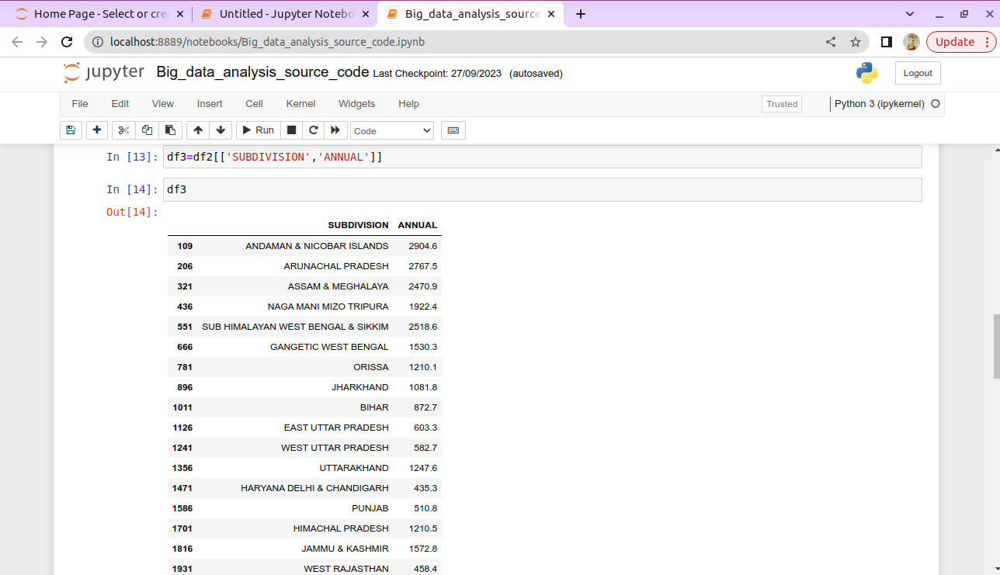 Home Page - Select or crea
Untitled - Jupyter Notebo
Big_data_analysis_source
localhost:8889/notebooks/Big_data_analysis_source_code.ipynb
Update
jupyter Big_data_analysis_source_code Last Checkpoint: 27/09/2023 (autosaved)
Logout
File Edit View Insert Cell Kernel Widgets Help
Trusted
Python 3 (ipykernel)
Run
Code
In [13]: df3=df2[['SUBDIVISION','ANNUAL']]
In [14]: df3
Out[14]:
SUBDIVISION ANNUAL
109 ANDAMAN & NICOBAR ISLANDS 2904.6
206 ARUNACHAL PRADESH 2767.5
321 ASSAM & MEGHALAYA 2470.9
436 NAGA MANI MIZO TRIPURA 1922.4
551 SUB HIMALAYAN WEST BENGAL & SIKKIM 2518.6
666 GANGETIC WEST BENGAL 1530.3
781 ORISSA 1210.1
896 JHARKHAND 1081.8
1011 BIHAR 872.7
1126 EAST UTTAR PRADESH 603.3
1241 WEST UTTAR PRADESH 582.7
1356 UTTARAKHAND 1247.6
1471 HARYANA DELHI & CHANDIGARH 435.3
1586 PUNJAB 510.8
1701 HIMACHAL PRADESH 1210.5
1816 JAMMU & KASHMIR 1572.8
1931 WEST RAJASTHAN 458.4